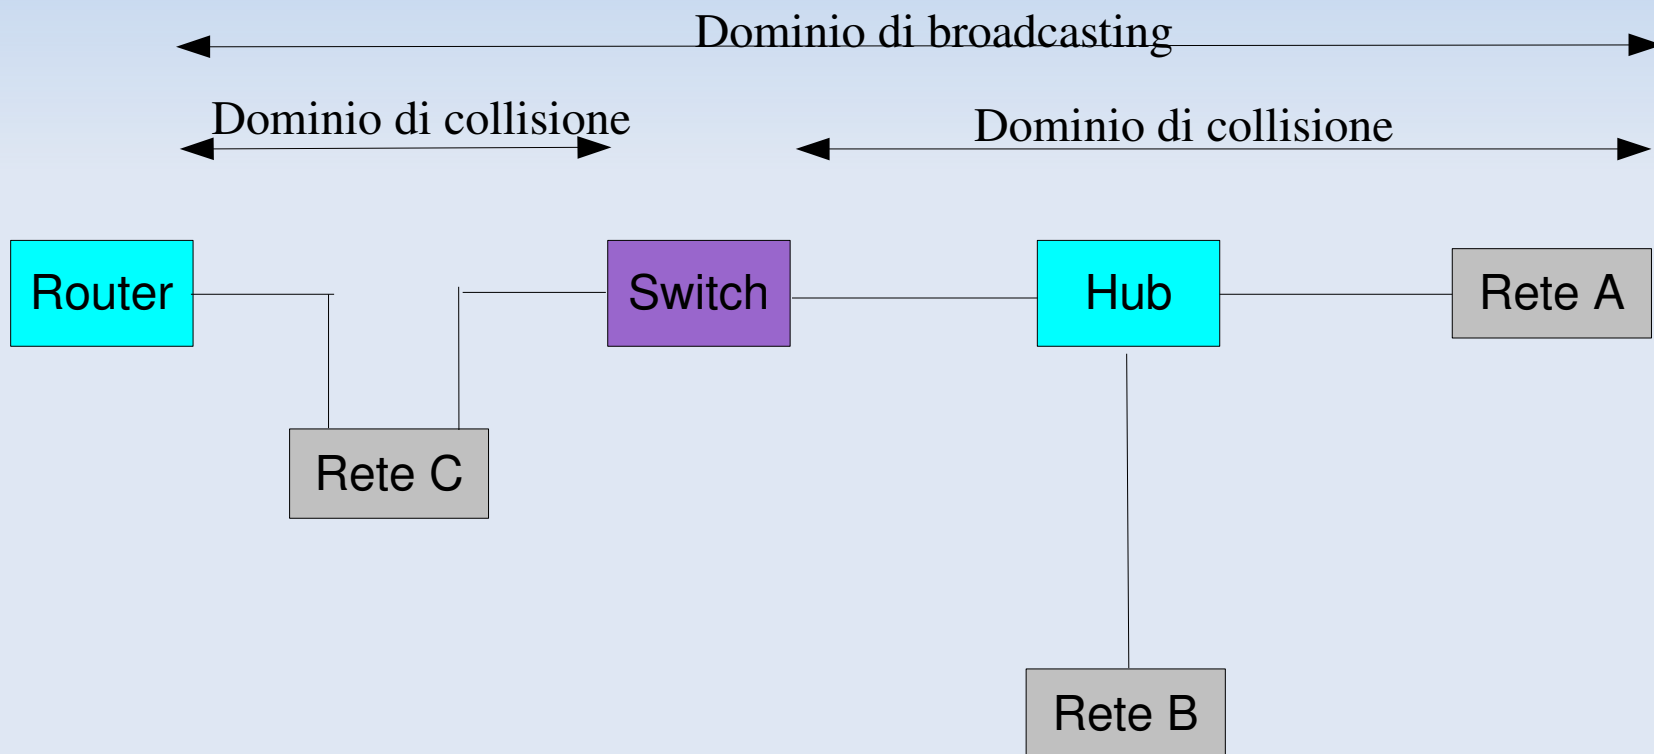 Dominio di broadcasting
Dominio di collisione
Dominio di collisione
Router
Switch
Hub
Rete A
Rete C
Rete B